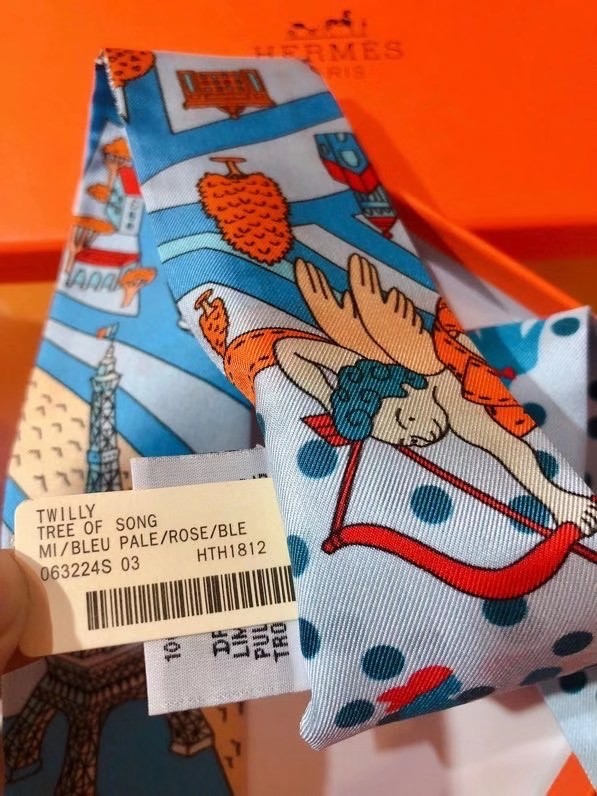 HERMÈS
PARIS
TWILLY
TREE OF SONG
MI/BLEU PALE/ROSE/BLE
063224S 03 HTH1812